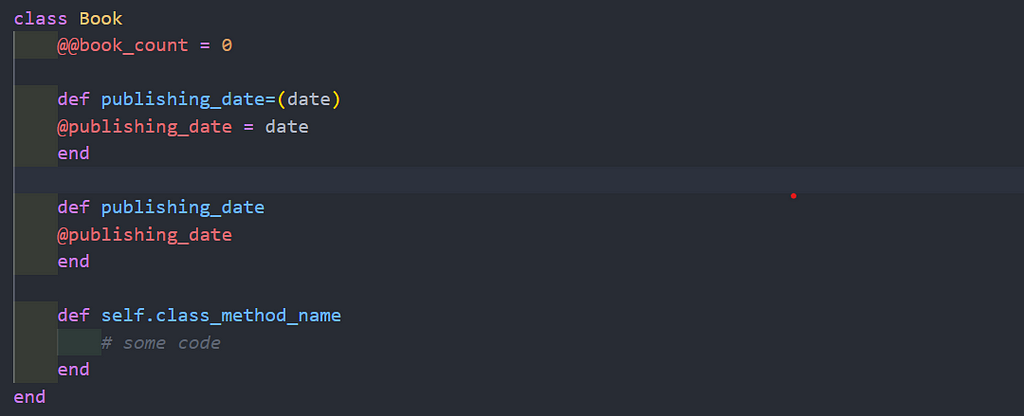 class Book
    @@book_count = 0

    def publishing_date=(date)
    @publishing_date = date
    end

    def publishing_date
    @publishing_date
    end

    def self.class_method_name
        # some code
    end
end